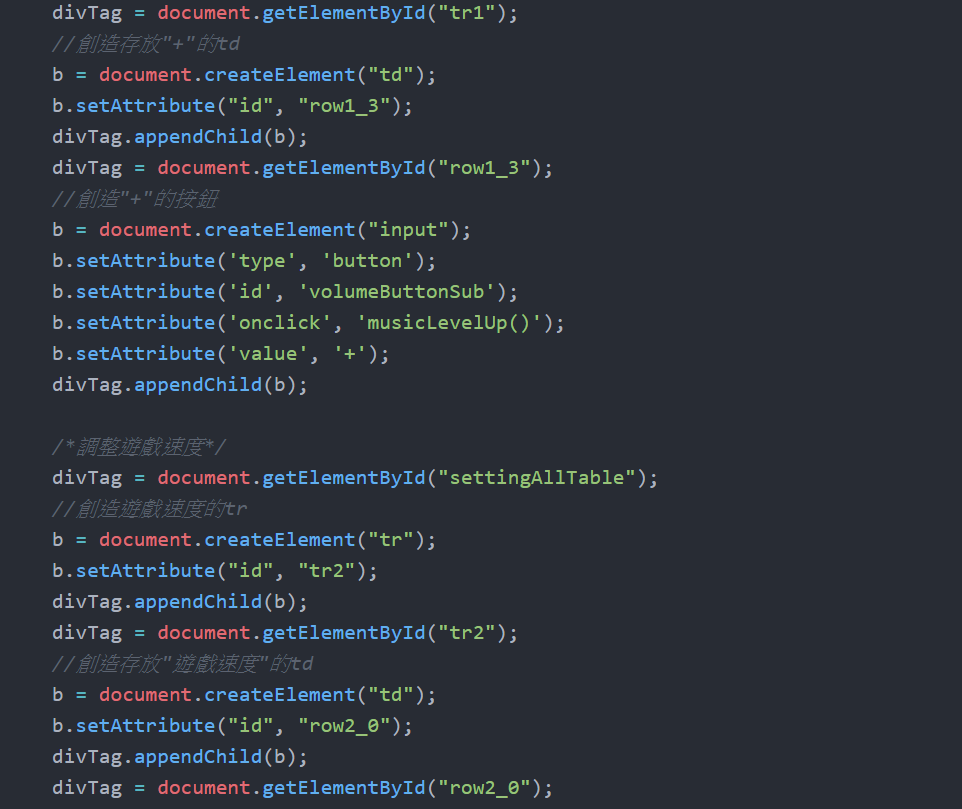 divTag = document.getElementById("tr1");
//創造存放"+"的td
b = document.createElement("td");
b.setAttribute("id", "row1_3");
divTag.appendChild(b);
divTag = document.getElementById("row1_3");
//創造"+"的按鈕
b = document.createElement("input");
b.setAttribute('type', 'button');
b.setAttribute('id', 'volumeButtonSub');
b.setAttribute('onclick', 'musicLevelUp()');
b.setAttribute('value', '+');
divTag.appendChild(b);
/*調整遊戲速度*/
divTag = document.getElementById("settingAllTable");
//創造遊戲速度的tr
b = document.createElement("tr");
b.setAttribute("id", "tr2");
divTag.appendChild(b);
divTag = document.getElementById("tr2");
//創造存放"遊戲速度"的td
b = document.createElement("td");
b.setAttribute("id", "row2_0");
divTag.appendChild(b);
divTag = document.getElementById("row2_0");